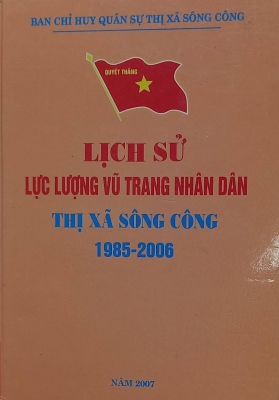 BAN CHỈ HUY QUÂN SỰ THỊ XÃ SÔNG CÔNG
QUYẾT THẮNG
LỊCH SỬ
LỰC LƯỢNG VŨ TRANG NHÂN DÂN
THỊ XÃ SÔNG CÔNG
1985-2006
NĂM 2007